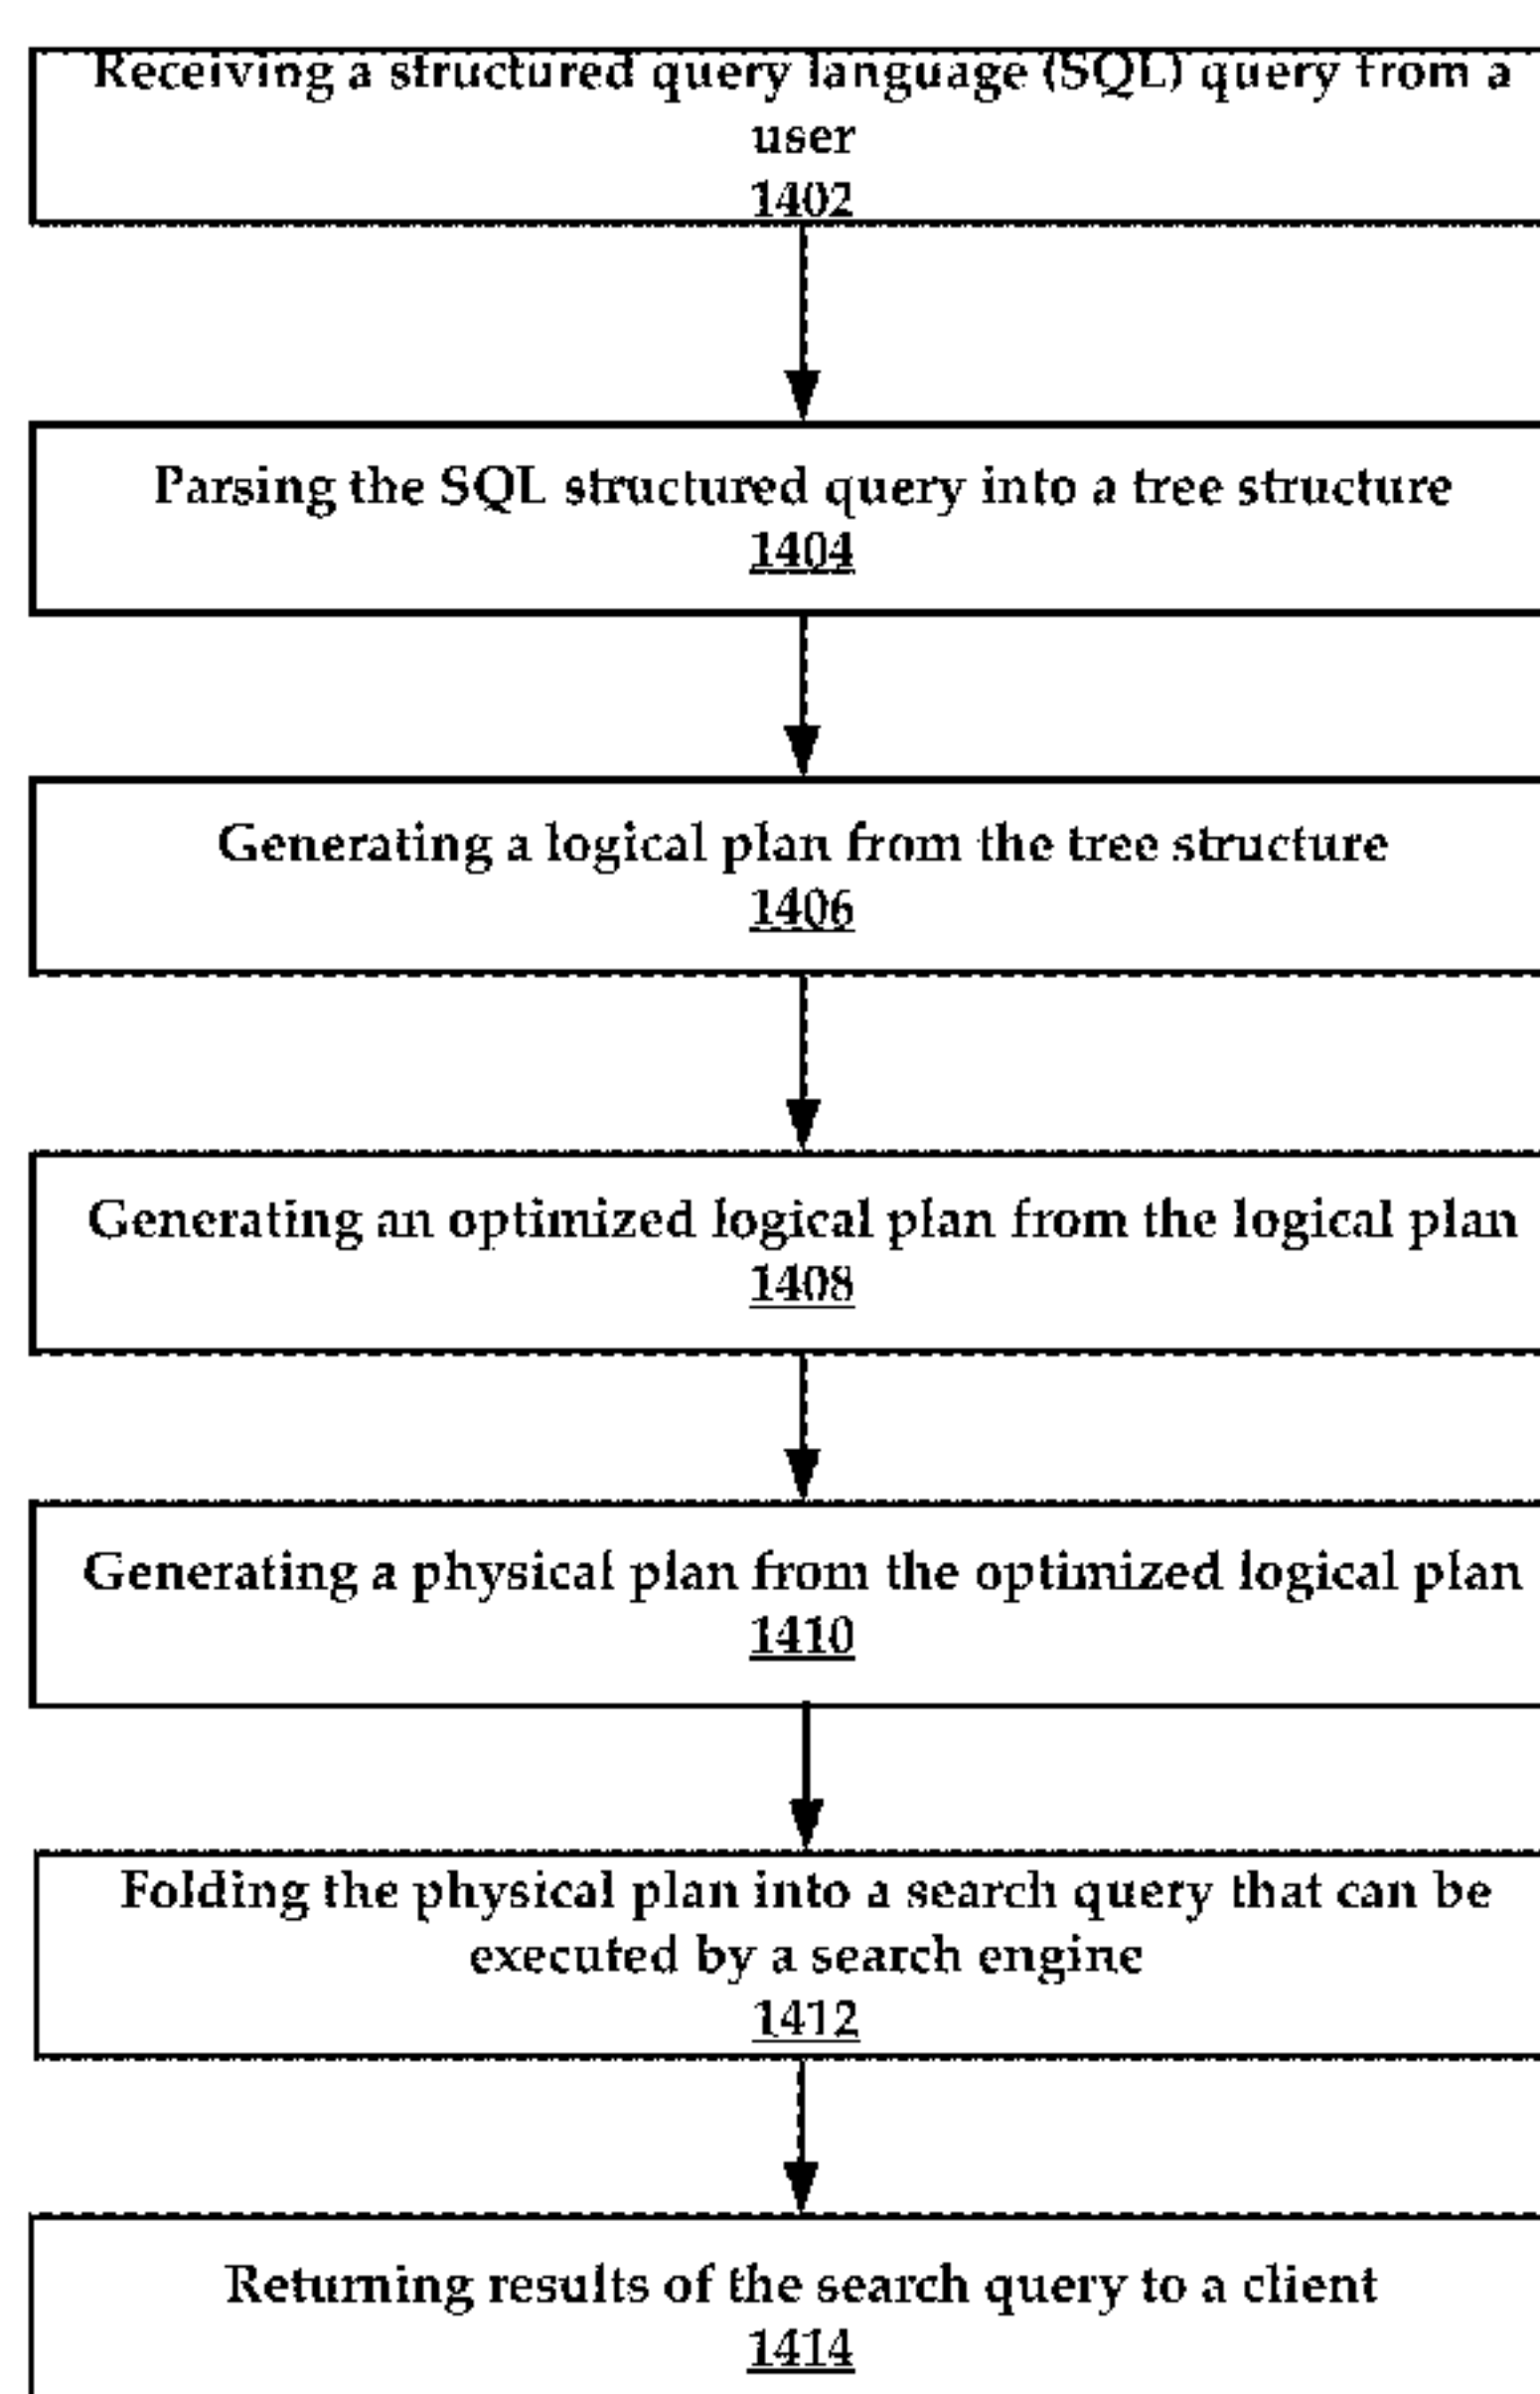 Receiving a structured query language (SQL) query from a
user
1402
Parsing the SQL structured query into a tree structure
1404
Generating a logical plan from the tree structure
1406
Generating an optimized logical plan from the logical plan
1408
Generating a physical plan from the optimized logical plan
1410
Folding the physical plan into a search query that can be
executed by a search engine
1412
Returning results of the search query to a client
1414